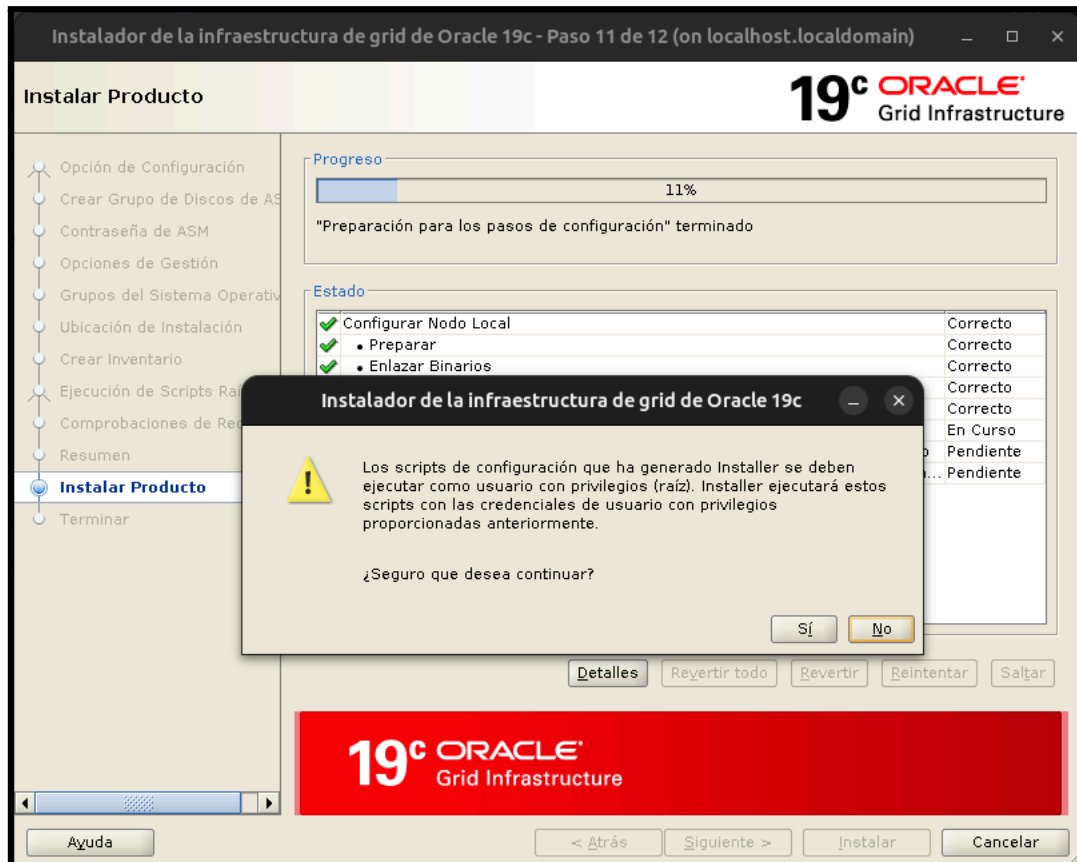 Instalador de la infraestructura de grid de Oracle 19c - Paso 11 de 12 (on localhost.localdomain)
Instalar Producto
19c ORACLE
Grid Infrastructure
Opción de Configuración
Crear Grupo de Discos de AS
Contraseña de ASM
Opciones de Gestión
Grupos del Sistema Operativ
Ubicación de Instalación
Crear Inventario
Ejecución de Scripts Raí
Comprobaciones de Re
Resumen
Instalar Producto
Terminar
Progreso
11%
"Preparación para los pasos de configuración" terminado
Estado
Configurar Nodo Local Correcto
• Preparar Correcto
• Enlazar Binarios Correcto
Correcto
Correcto
En Curso
Pendiente
... Pendiente
Instalador de la infraestructura de grid de Oracle 19c
Los scripts de configuración que ha generado Installer se deben
ejecutar como usuario con privilegios (raíz). Installer ejecutará estos
scripts con las credenciales de usuario con privilegios
proporcionadas anteriormente.
¿Seguro que desea continuar?
Sí No
Detalles Revertir todo Revertir Reintentar Saltar
19c ORACLE
Grid Infrastructure
Ayuda < Atrás Siguiente > Instalar Cancelar